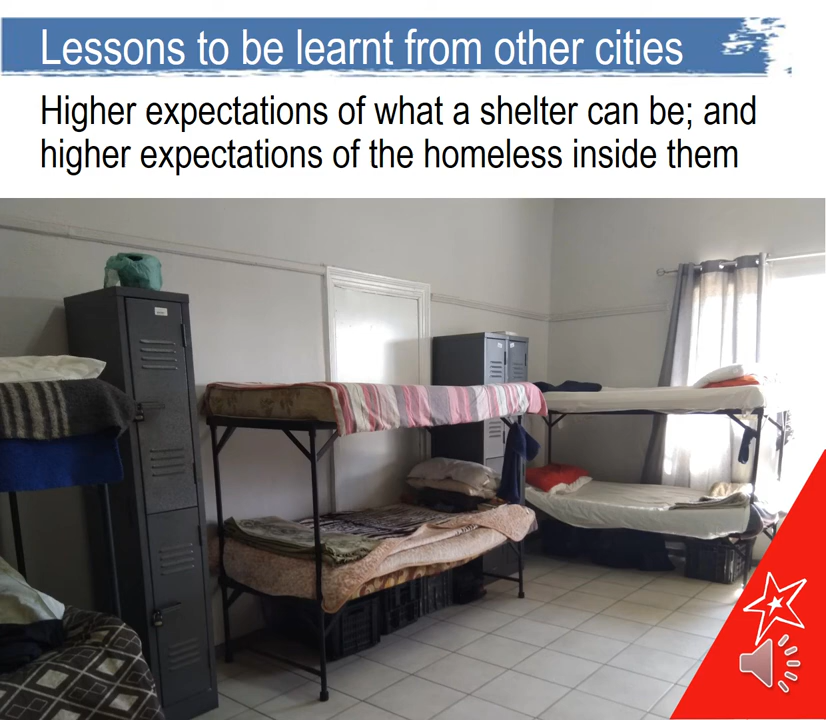 Lessons to be learnt from other cities
Higher expectations of what a shelter can be; and
higher expectations of the homeless inside them